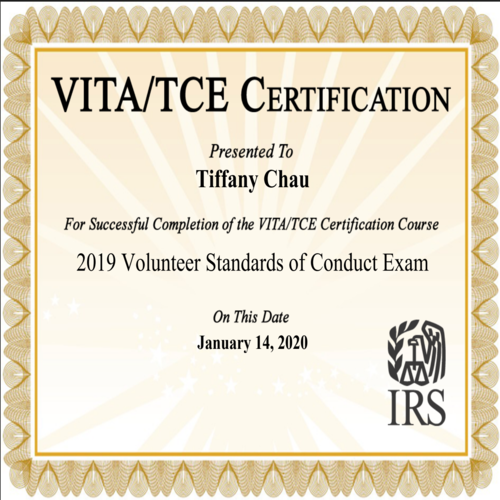 VITA/TCE CERTIFICATION
Presented To
Tiffany Chau
For Successful Completion of the VITA/TCE Certification Course
2019 Volunteer Standards of Conduct Exam
On This Date
January 14, 2020
IRS